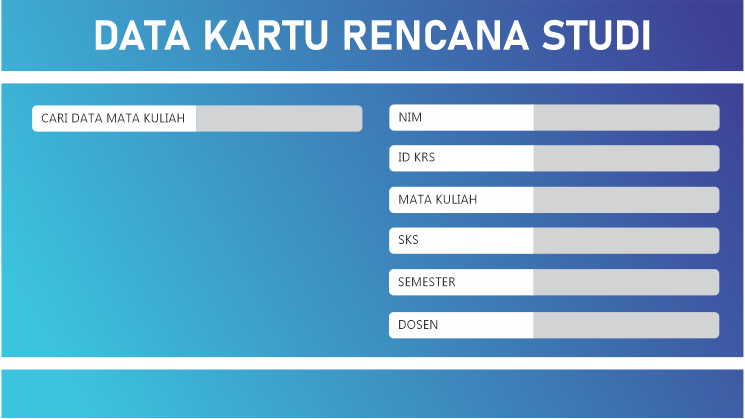 DATA KARTU RENCANA STUDI
CARI DATA MATA KULIAH
NIM
ID KRS
MATA KULIAH
SKS
SEMESTER
DOSEN